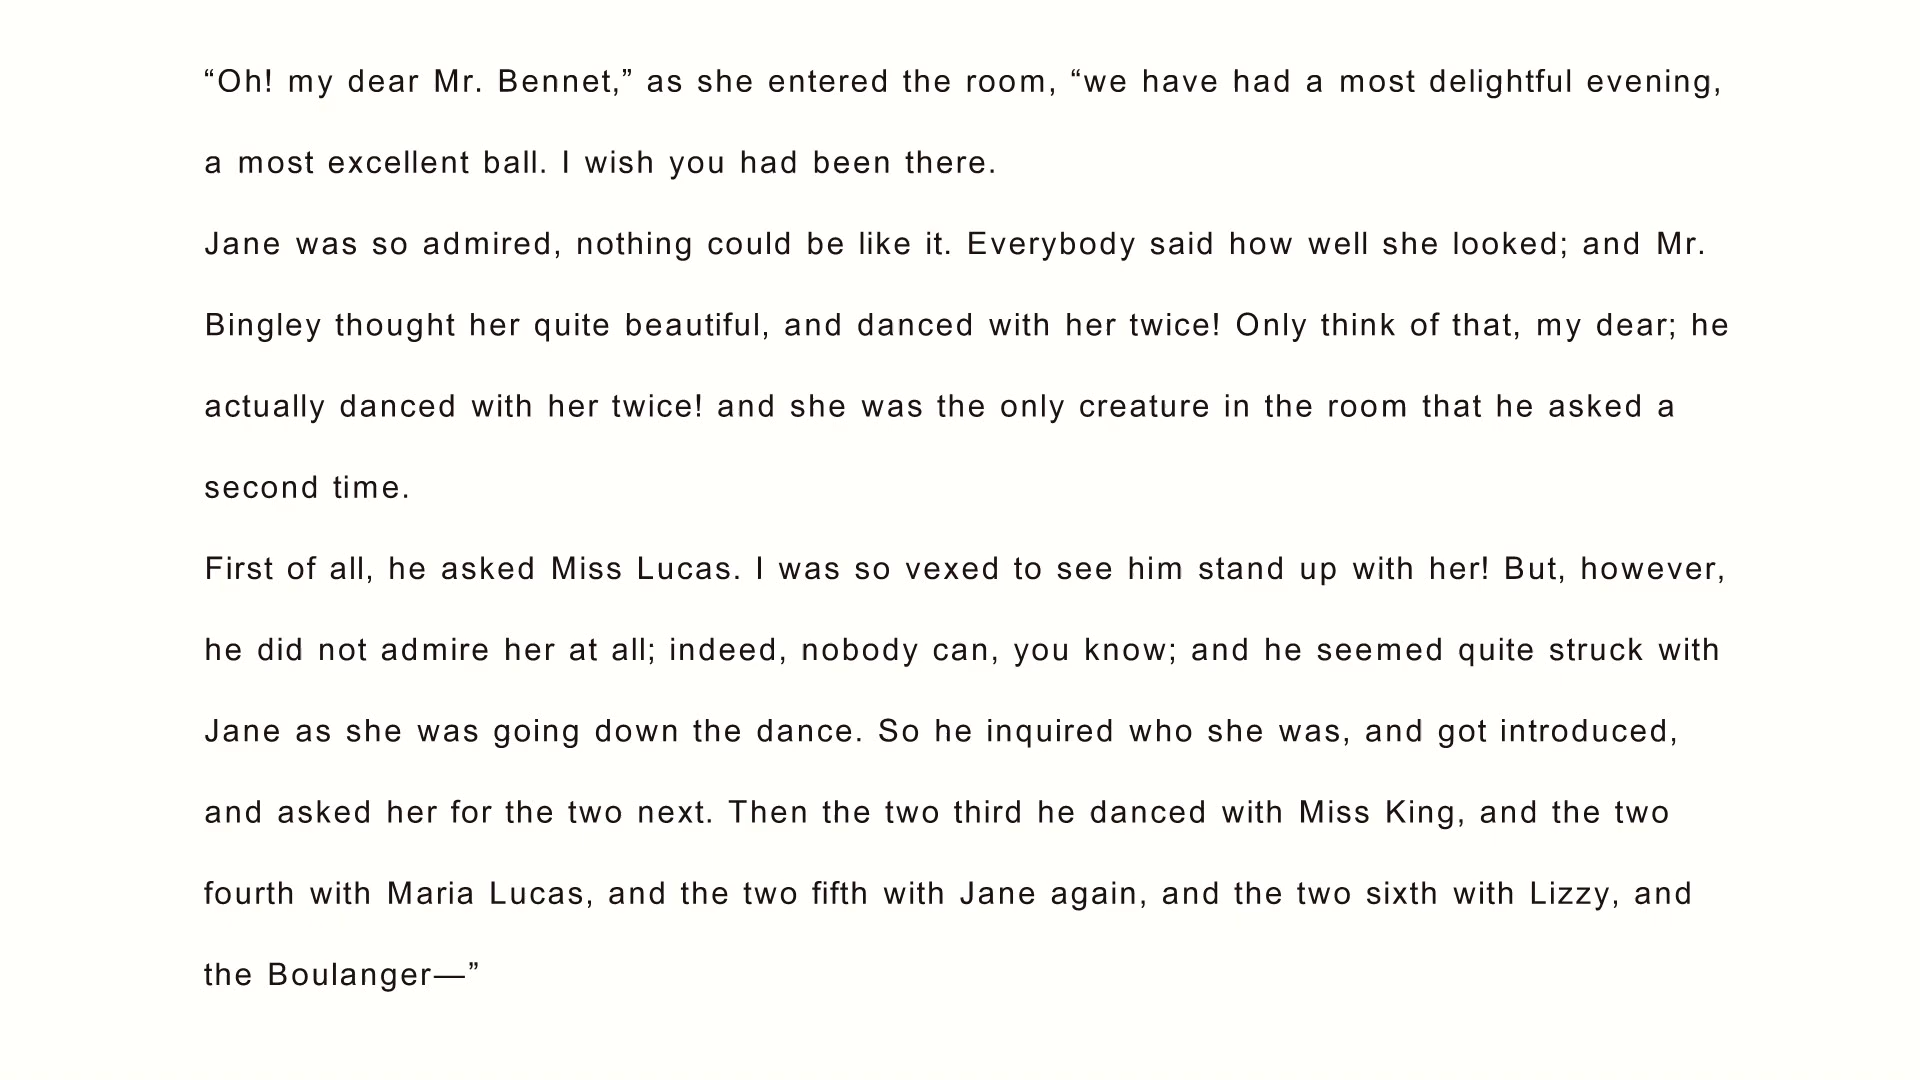 “Oh! my dear Mr. Bennet,” as she entered the room, “we have had a most delightful evening,
a most excellent ball. I wish you had been there.
Jane was so admired, nothing could be like it. Everybody said how well she looked; and Mr.
Bingley thought her quite beautiful, and danced with her twice! Only think of that, my dear; he
actually danced with her twice! and she was the only creature in the room that he asked a
second time.
First of all, he asked Miss Lucas. I was so vexed to see him stand up with her! But, however,
he did not admire her at all; indeed, nobody can, you know; and he seemed quite struck with
Jane as she was going down the dance. So he inquired who she was, and got introduced,
and asked her for the two next. Then the two third he danced with Miss King, and the two
fourth with Maria Lucas, and the two fifth with Jane again, and the two sixth with Lizzy, and
the Boulanger—”